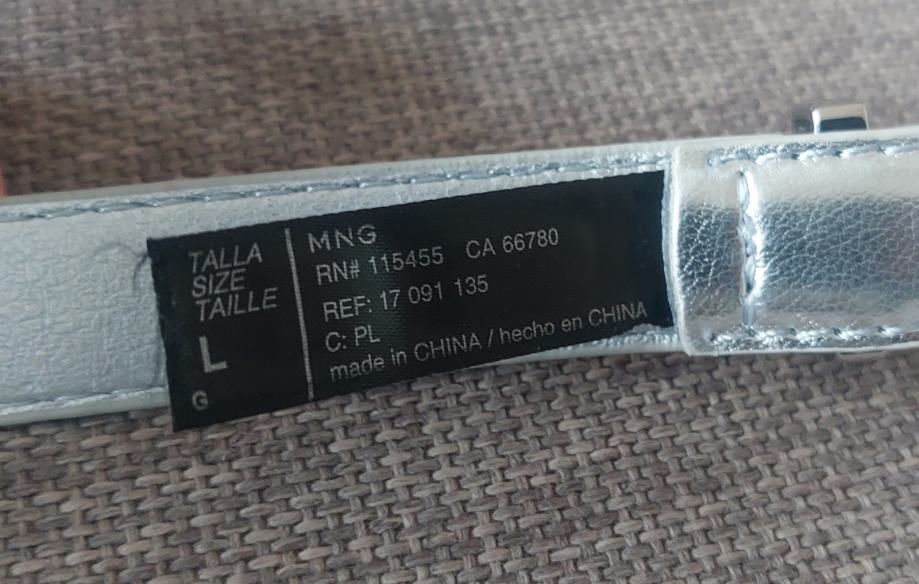 TALLA
SIZE
TAILLE
L
G
MNG
RN# 115455 CA 66780
REF: 17 091 135
C: PL
made in CHINA / hecho en CHINA